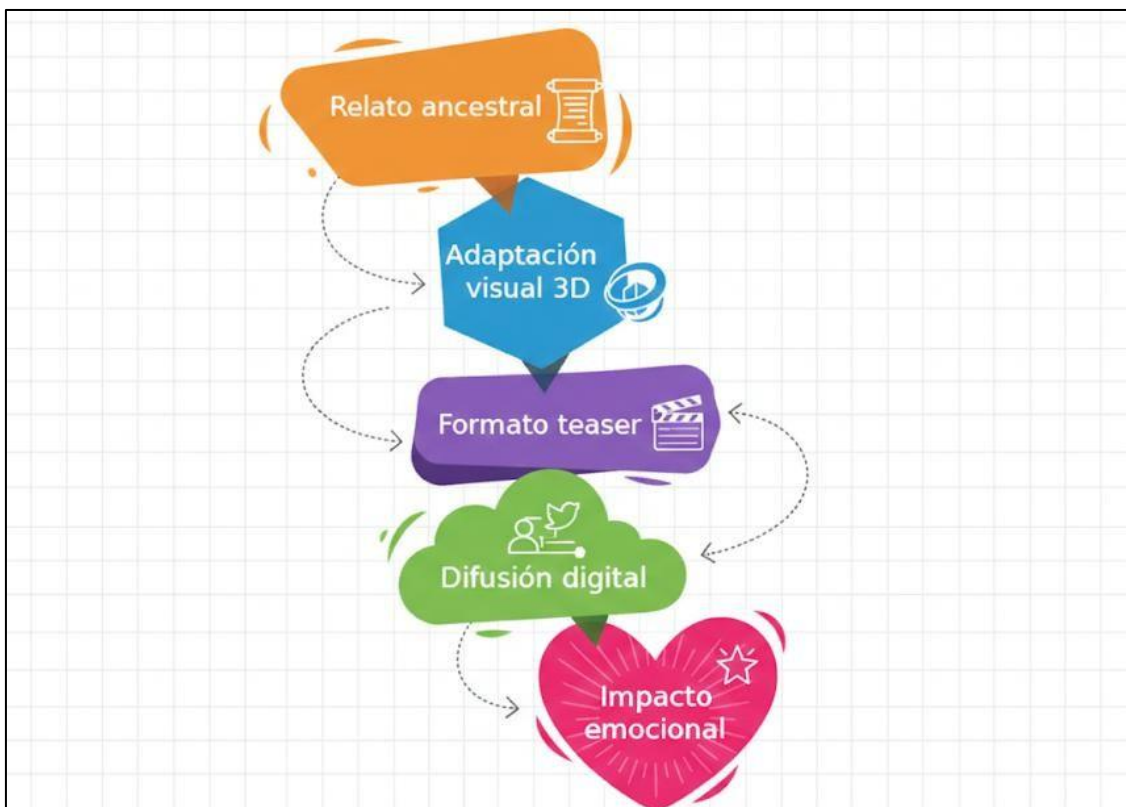 Relato ancestral
Adaptación
visual 3D
Formato teaser
Difusión digital
Impacto
emocional